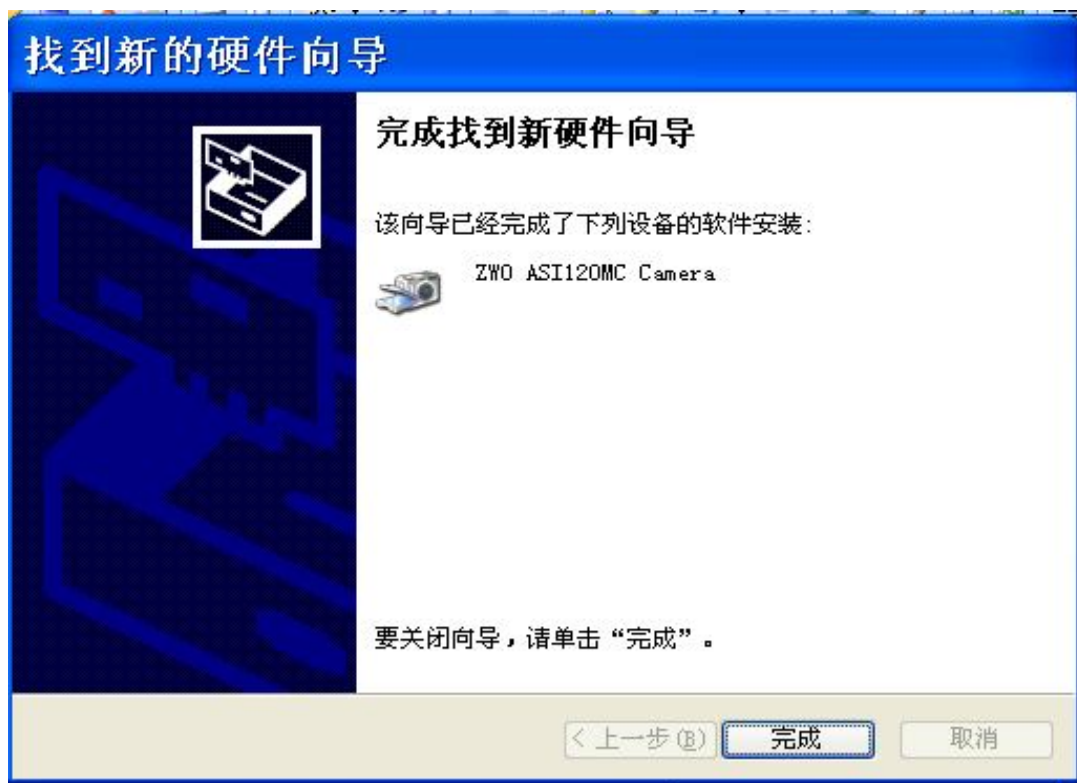 找到新的硬件向导
完成找到新硬件向导
该向导已经完成了下列设备的软件安装:
ZWO ASI120MC Camera
要关闭向导，请单击“完成”。
< 上一步(B)
完成
取消